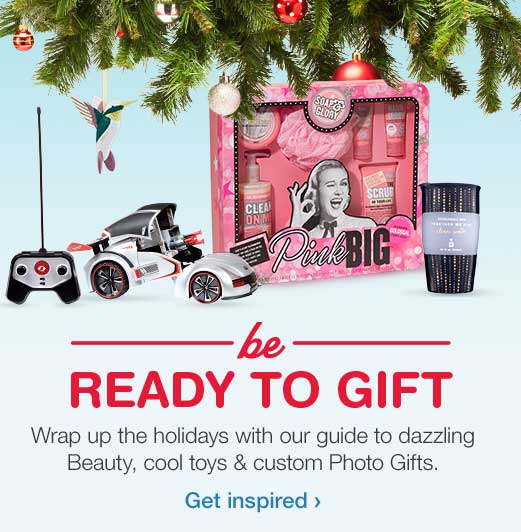 SOAP &
GLORY
CLEAN
ON ME
SCRUB
OF YOUR LIFE
Pink BIG
be
READY TO GIFT
Wrap up the holidays with our guide to dazzling
Beauty, cool toys & custom Photo Gifts.
Get inspired ›